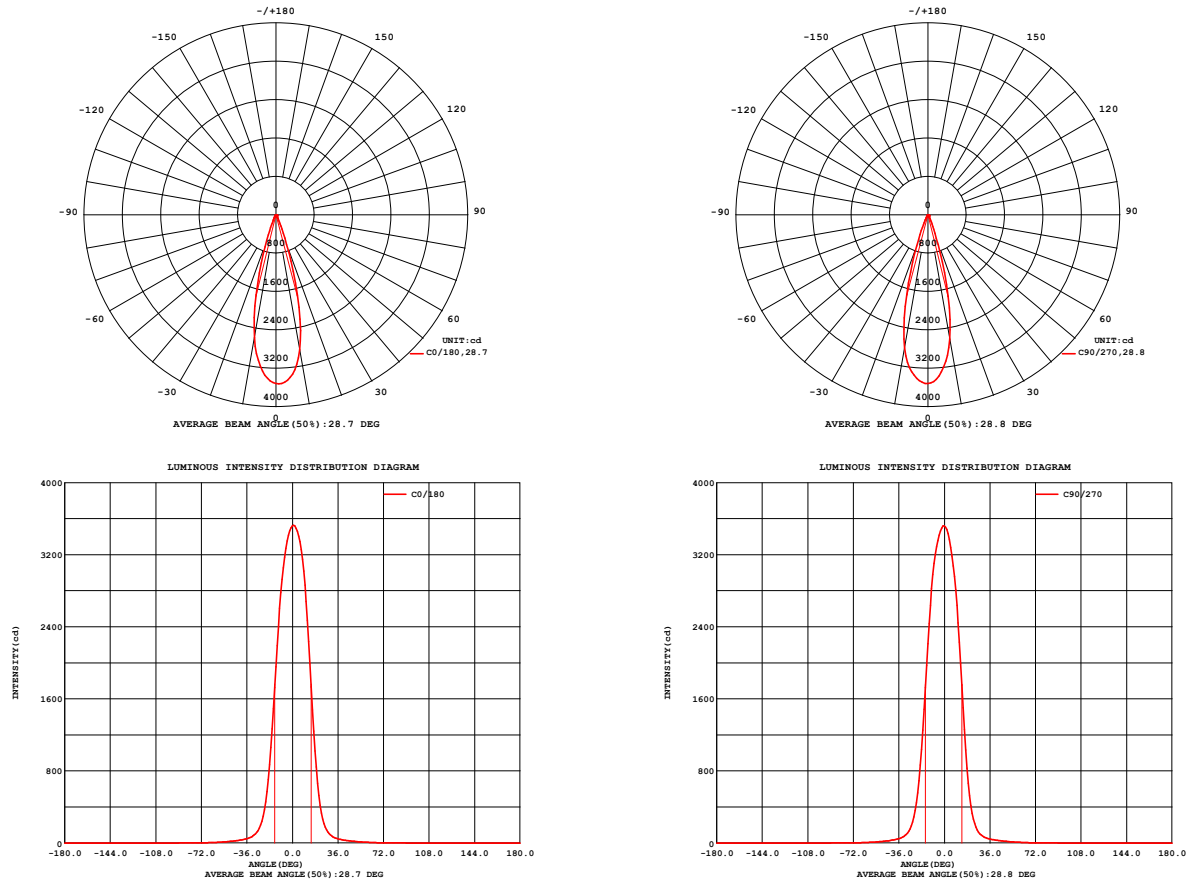 -/+180
-150 150
-120 120
-90 90
-60 60
-30 30
0
0
800
1600
2400
3200
4000
UNIT:cd
C0/180,28.7
AVERAGE BEAM ANGLE(50%):28.7 DEG
-/+180
-150 150
-120 120
-90 90
-60 60
-30 30
0
0
800
1600
2400
3200
4000
UNIT:cd
C90/270,28.8
AVERAGE BEAM ANGLE(50%):28.8 DEG
LUMINOUS INTENSITY DISTRIBUTION DIAGRAM
C0/180
INTENSITY(cd)
4000
3200
2400
1600
800
0
-180.0 -144.0 -108.0 -72.0 -36.0 0.0 36.0 72.0 108.0 144.0 180.0
ANGLE(DEG)
AVERAGE BEAM ANGLE(50%):28.7 DEG
LUMINOUS INTENSITY DISTRIBUTION DIAGRAM
C90/270
INTENSITY(cd)
4000
3200
2400
1600
800
0
-180.0 -144.0 -108.0 -72.0 -36.0 0.0 36.0 72.0 108.0 144.0 180.0
ANGLE(DEG)
AVERAGE BEAM ANGLE(50%):28.8 DEG